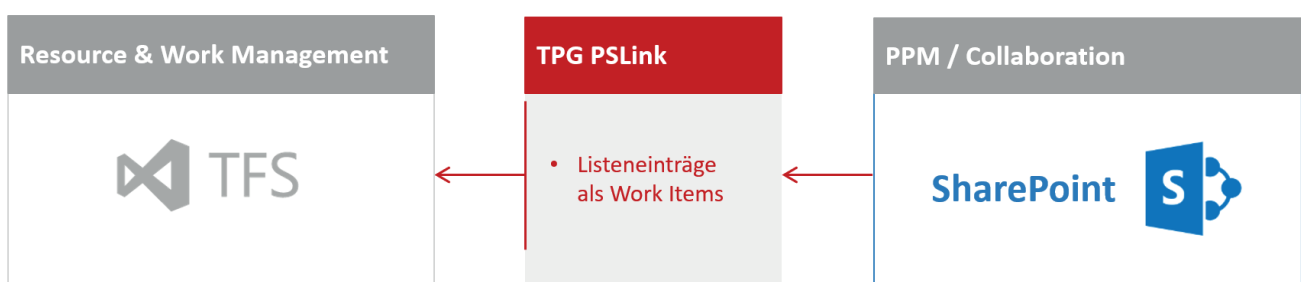 Resource & Work Management
TPG PSLink
PPM / Collaboration
TFS
• Listeneinträge
als Work Items
SharePoint
S